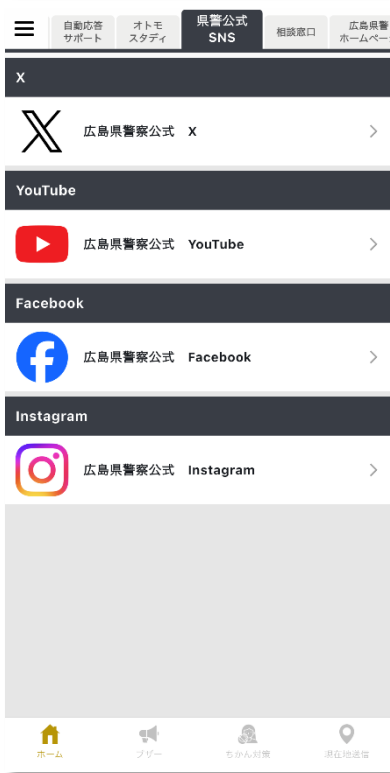 自動応答
サポート
オトモ
スタディ
県警公式
SNS
相談窓口
広島県警
ホームペー
X
広島県警察公式 X
YouTube
広島県警察公式 YouTube
Facebook
広島県警察公式 Facebook
Instagram
広島県警察公式 Instagram
ホーム
ブザー
ちかん対策
現在地送信